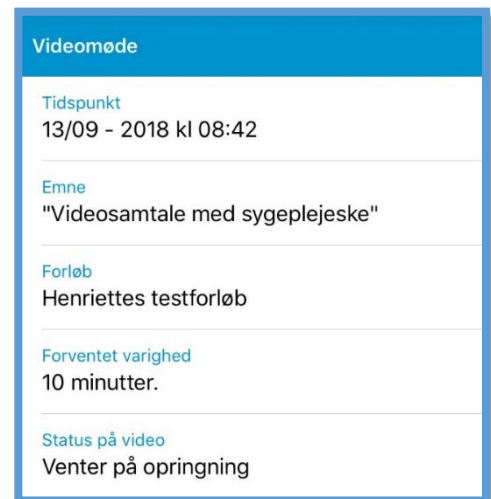 Videomøde
Tidspunkt
13/09 - 2018 kl 08:42
Emne
"Videosamtale med sygeplejeske"
Forløb
Henriettes testforløb
Forventet varighed
10 minutter.
Status på video
Venter på opringning